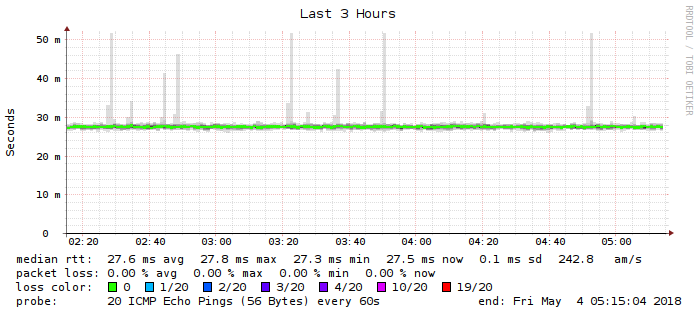 Last 3 Hours
RRDTOOL / TOBI OETIKER
Seconds
50 m
40 m
30 m
20 m
10 m
0
02:20 02:40 03:00 03:20 03:40 04:00 04:20 04:40 05:00
median rtt: 27.6 ms avg 27.8 ms max 27.3 ms min 27.5 ms now 0.1 ms sd 242.8 am/s
packet loss: 0.00 % avg 0.00 % max 0.00 % min 0.00 % now
loss color: 0 1/20 2/20 3/20 4/20 10/20 19/20
probe: 20 ICMP Echo Pings (56 Bytes) every 60s end: Fri May 4 05:15:04 2018